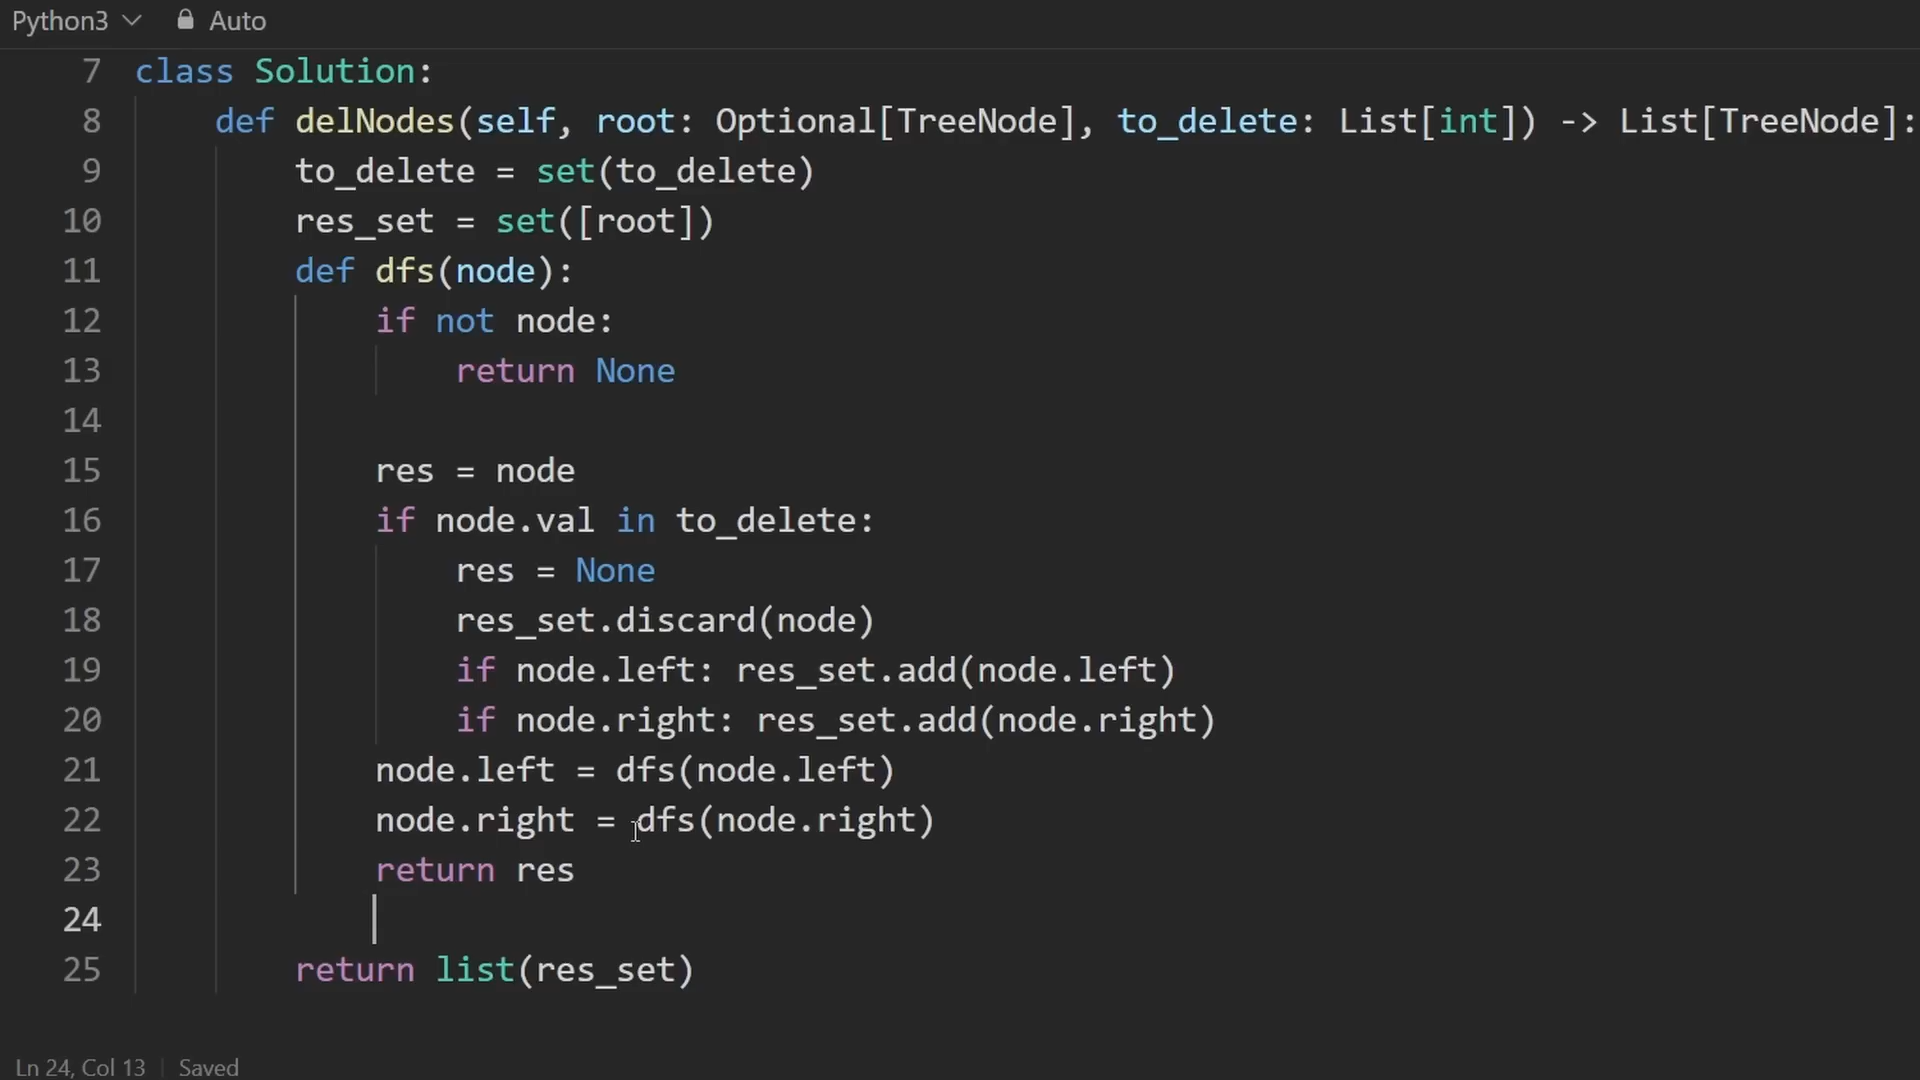 Python3 Auto
7 class Solution:
8 def delNodes(self, root: Optional[TreeNode], to_delete: List[int]) -> List[TreeNode]:
9 to_delete = set(to_delete)
10 res_set = set([root])
11 def dfs(node):
12 if not node:
13 return None
14
15 res = node
16 if node.val in to_delete:
17 res = None
18 res_set.discard(node)
19 if node.left: res_set.add(node.left)
20 if node.right: res_set.add(node.right)
21 node.left = dfs(node.left)
22 node.right = dfs(node.right)
23 return res
24
25 return list(res_set)
Ln 24, Col 13 Saved